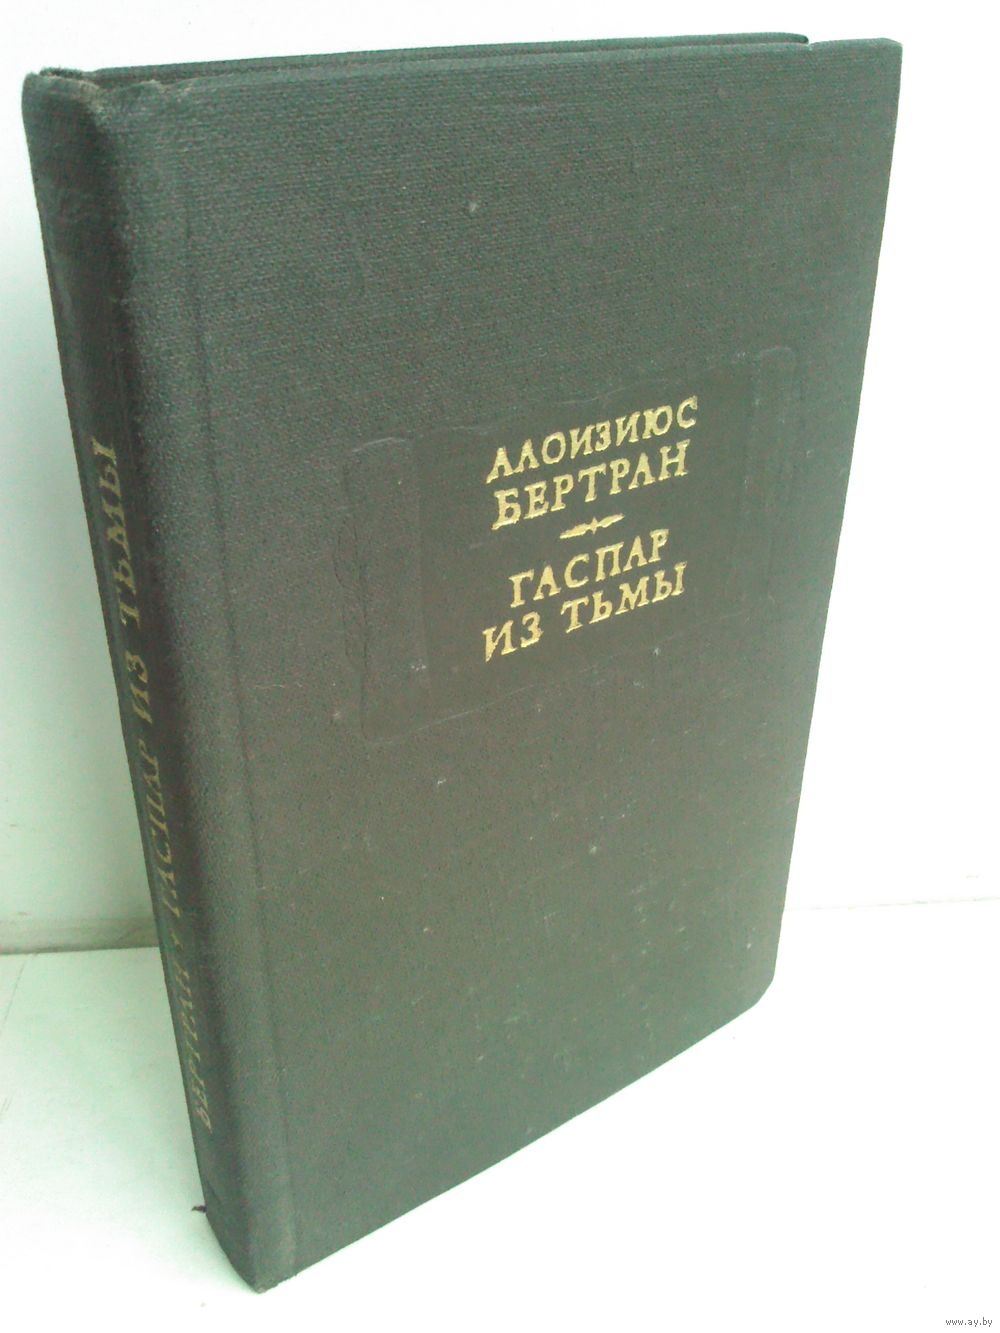 АЛОИЗИЮС
БЕРТРАН
ГАСПАР
ИЗ ТЬМЫ
БЕРТРАН • ГАСПАР ИЗ ТЬМЫ
www.ay.by